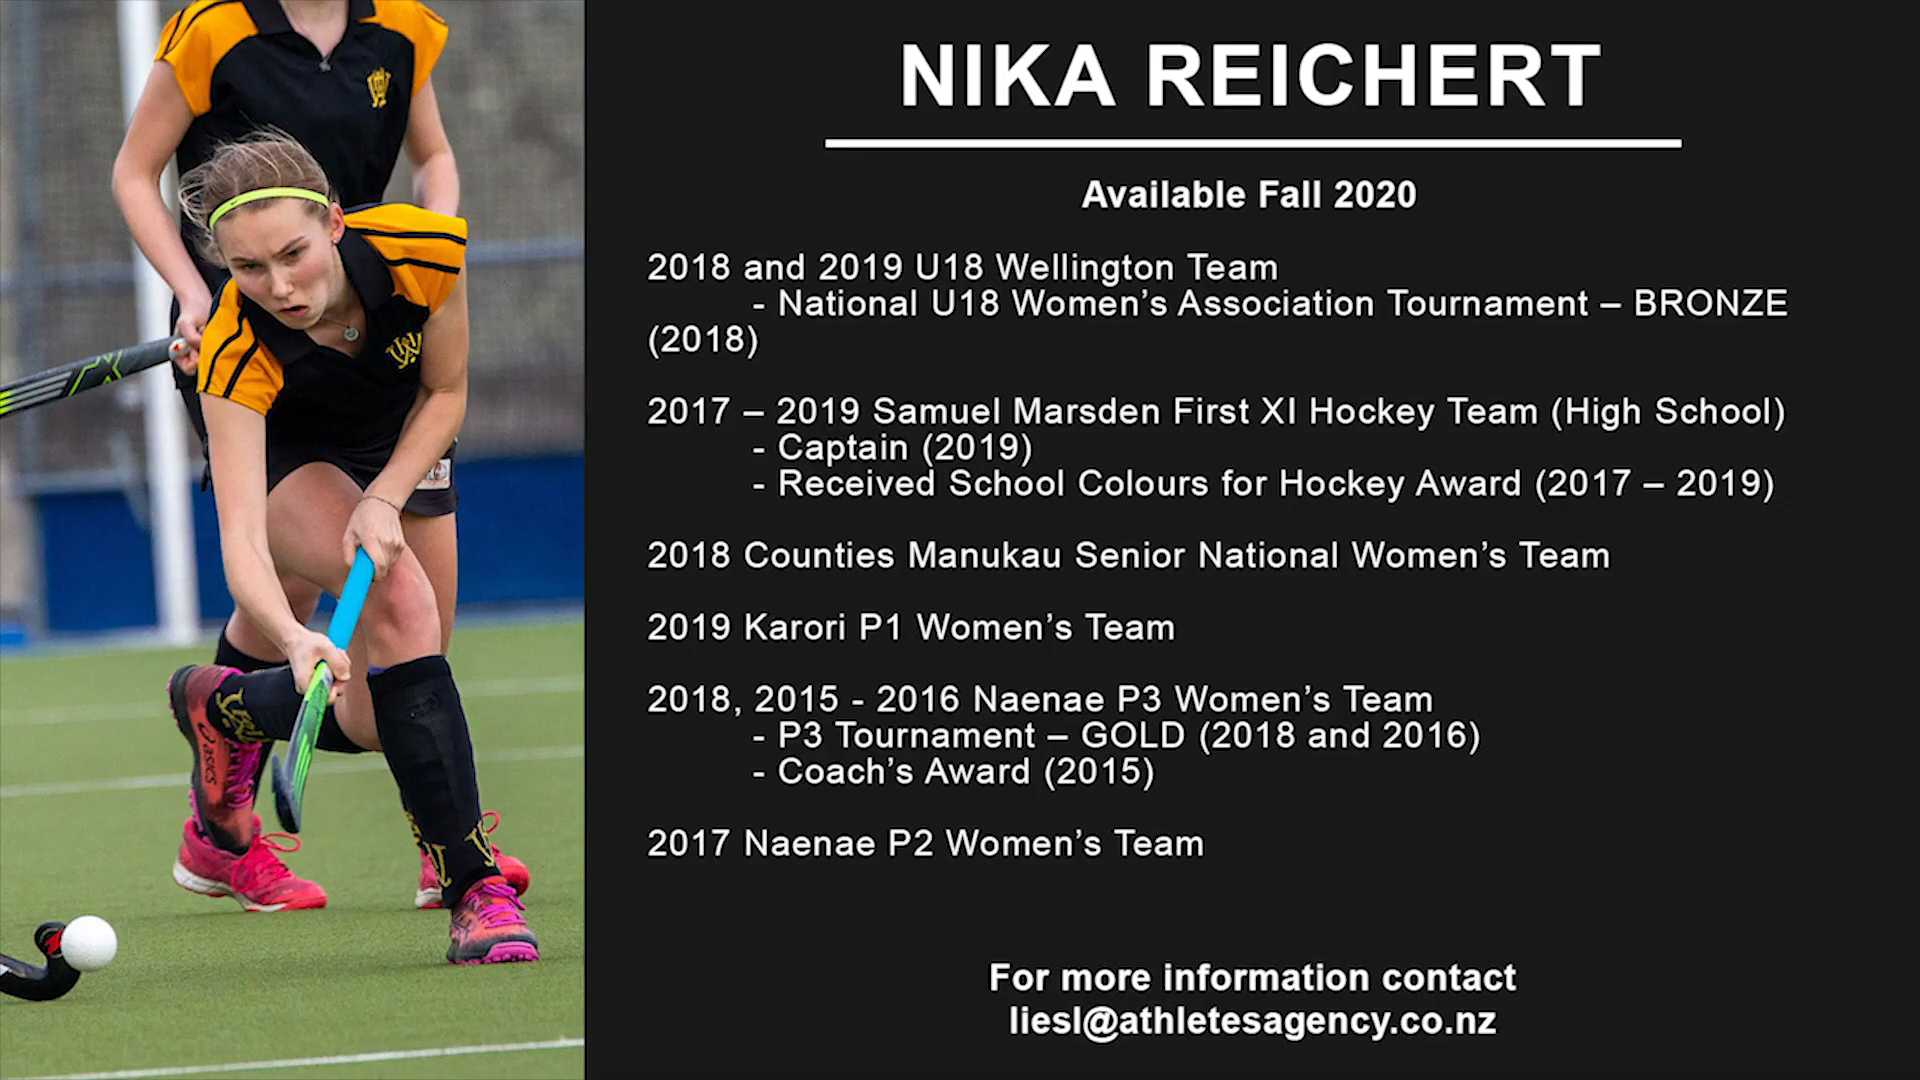 NIKA REICHERT
Available Fall 2020
2018 and 2019 U18 Wellington Team
- National U18 Women’s Association Tournament – BRONZE
(2018)
2017 – 2019 Samuel Marsden First XI Hockey Team (High School)
- Captain (2019)
- Received School Colours for Hockey Award (2017 – 2019)
2018 Counties Manukau Senior National Women’s Team
2019 Karori P1 Women’s Team
2018, 2015 - 2016 Naenae P3 Women’s Team
- P3 Tournament – GOLD (2018 and 2016)
- Coach’s Award (2015)
2017 Naenae P2 Women’s Team
For more information contact
liesl@athletesagency.co.nz
asics